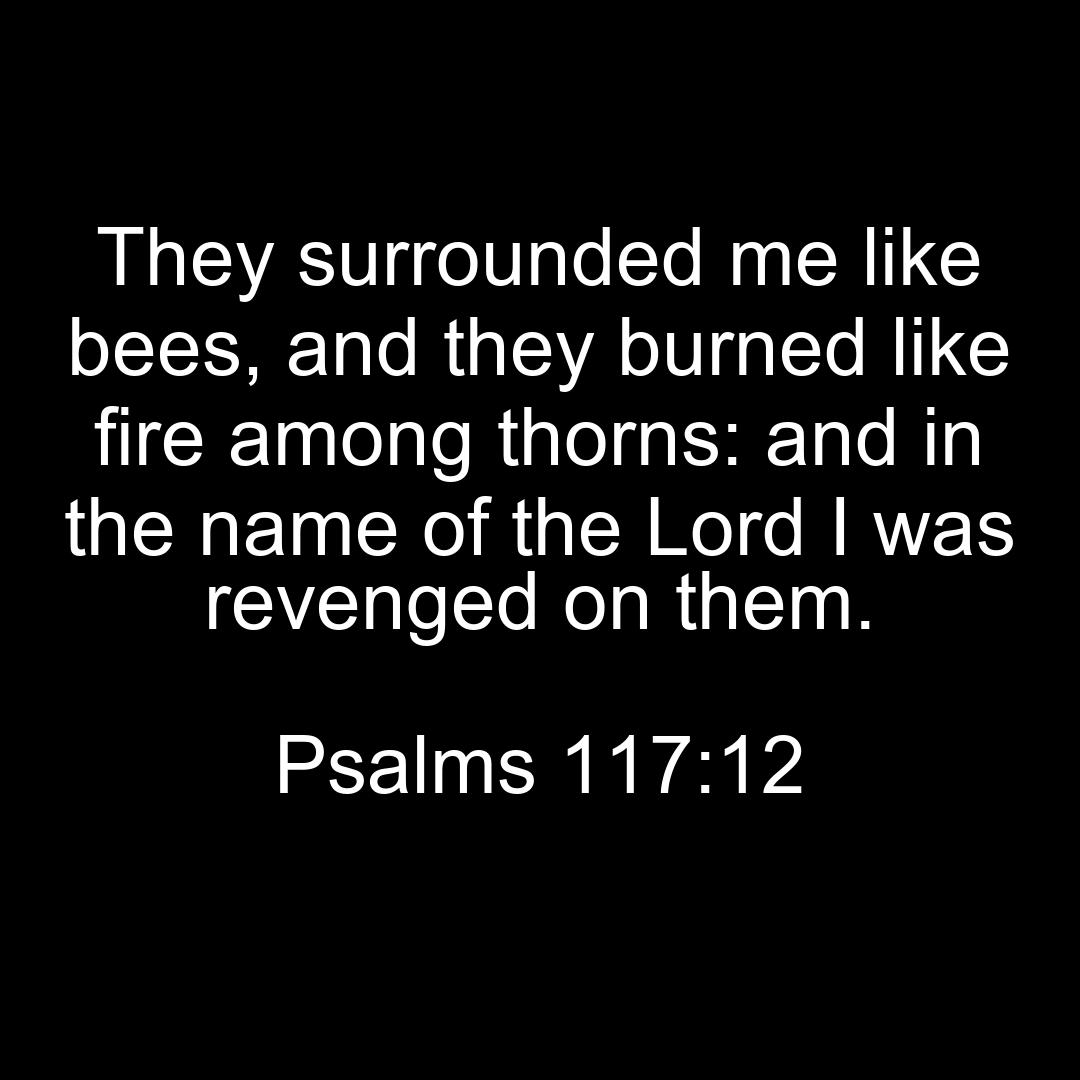 They surrounded me like
bees, and they burned like
fire among thorns: and in
the name of the Lord I was
revenged on them.
Psalms 117:12